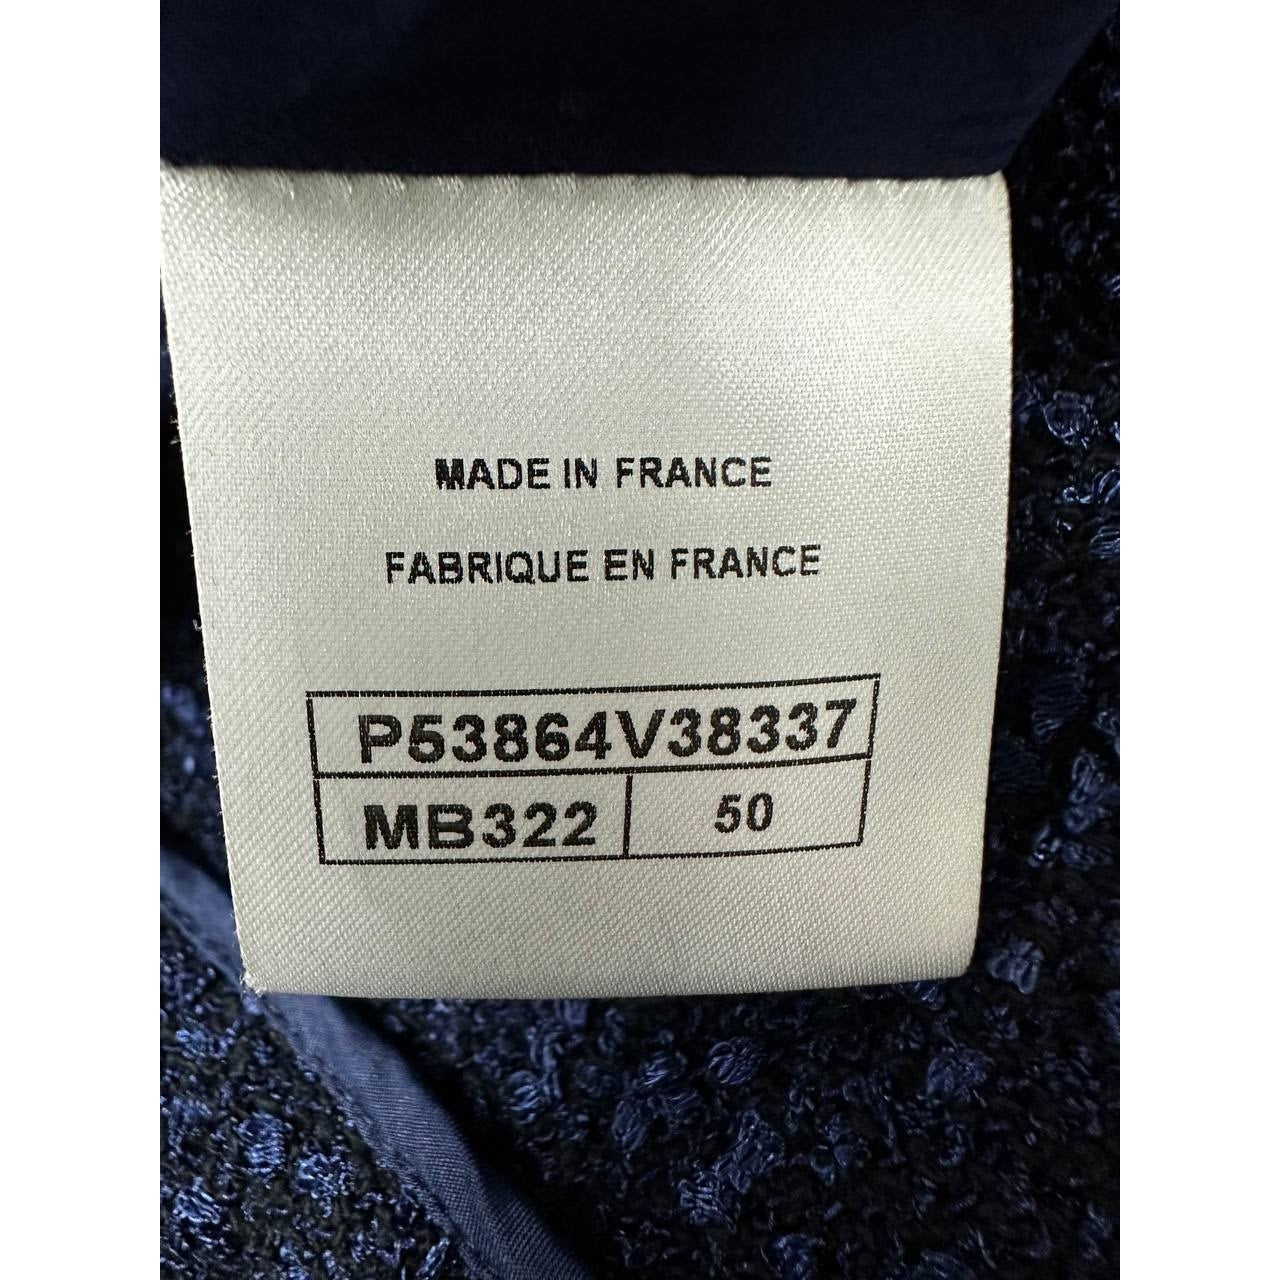 MADE IN FRANCE
FABRIQUE EN FRANCE
P53864V38337
MB322 50